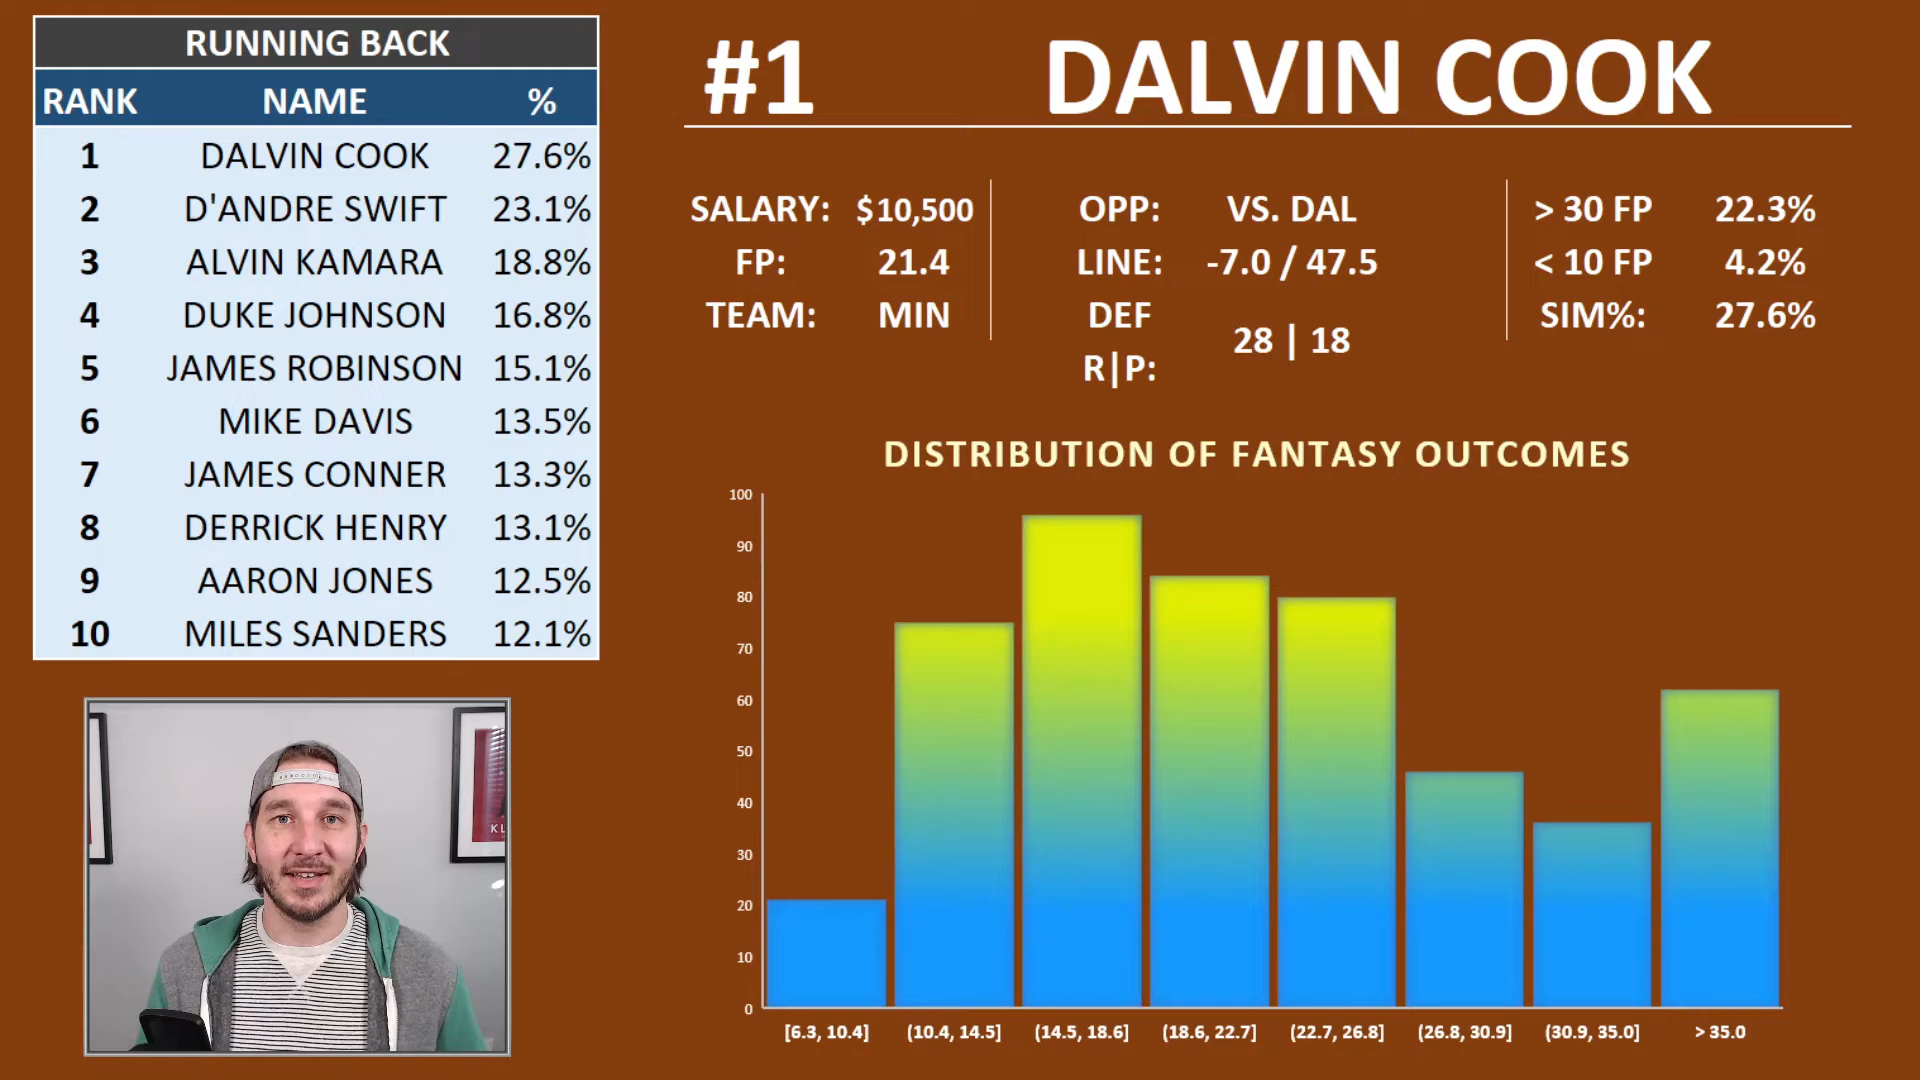 RUNNING BACK
RANK NAME %
1 DALVIN COOK 27.6%
2 D'ANDRE SWIFT 23.1%
3 ALVIN KAMARA 18.8%
4 DUKE JOHNSON 16.8%
5 JAMES ROBINSON 15.1%
6 MIKE DAVIS 13.5%
7 JAMES CONNER 13.3%
8 DERRICK HENRY 13.1%
9 AARON JONES 12.5%
10 MILES SANDERS 12.1%
#1 DALVIN COOK
SALARY: $10,500
FP: 21.4
TEAM: MIN
OPP: VS. DAL
LINE: -7.0 / 47.5
DEF
R|P:
28 | 18
> 30 FP 22.3%
< 10 FP 4.2%
SIM%: 27.6%
DISTRIBUTION OF FANTASY OUTCOMES
100
90
80
70
60
50
40
30
20
10
0
[6.3, 10.4] (10.4, 14.5] (14.5, 18.6] (18.6, 22.7] (22.7, 26.8] (26.8, 30.9] (30.9, 35.0] > 35.0
KL